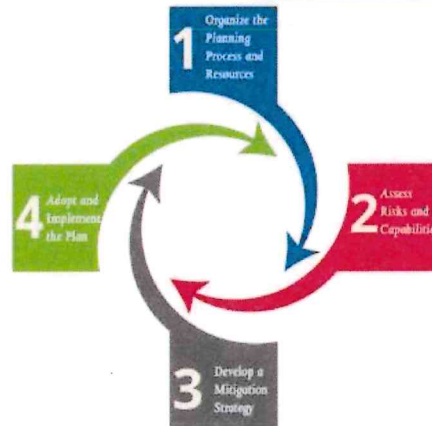 1
Organize the
Planning
Process and
Resources
2
Assess
Risks and
Capabilities
3
Develop a
Mitigation
Strategy
4
Adopt and
Implement
the Plan